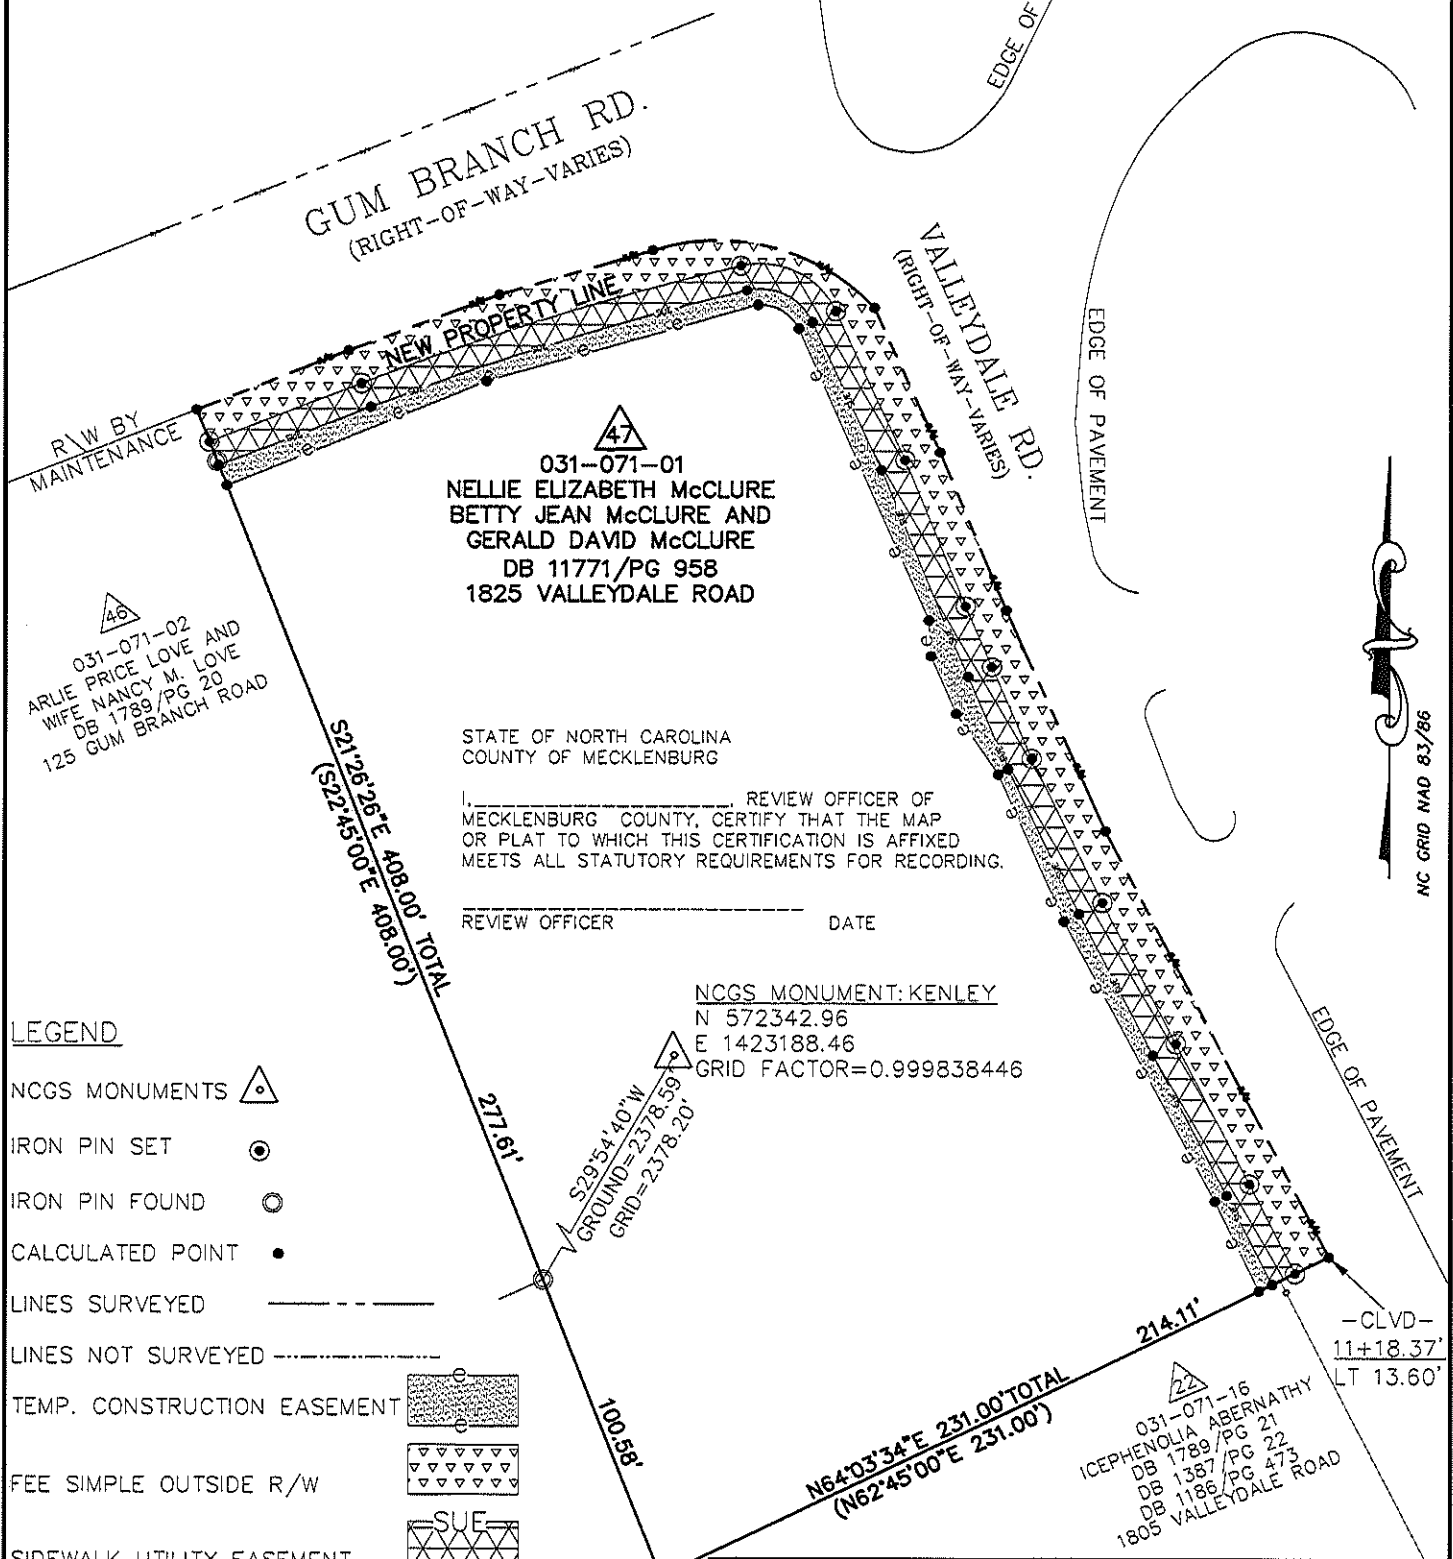 EDGE OF
GUM BRANCH RD.
(RIGHT-OF-WAY-VARIES)
VALLEYDALE RD.
(RIGHT-OF-WAY-VARIES)
EDGE OF PAVEMENT
NEW PROPERTY LINE
R\W BY
MAINTENANCE
47
031-071-01
NELLIE ELIZABETH McCLURE
BETTY JEAN McCLURE AND
GERALD DAVID McCLURE
DB 11771/PG 958
1825 VALLEYDALE ROAD
46
031-071-02
ARLIE PRICE LOVE AND
WIFE NANCY M. LOVE
DB 1789/PG 20
125 GUM BRANCH ROAD
NC GRID NAD 83/86
S21°26'26"E 408.00' TOTAL
(S22°45'00"E 408.00')
STATE OF NORTH CAROLINA
COUNTY OF MECKLENBURG
I,____________________, REVIEW OFFICER OF
MECKLENBURG COUNTY, CERTIFY THAT THE MAP
OR PLAT TO WHICH THIS CERTIFICATION IS AFFIXED
MEETS ALL STATUTORY REQUIREMENTS FOR RECORDING.
REVIEW OFFICER DATE
NCGS MONUMENT: KENLEY
N 572342.96
E 1423188.46
GRID FACTOR=0.999838446
S29°54'40"W
GROUND=2378.59'
GRID=2378.20'
277.61'
100.58'
EDGE OF PAVEMENT
214.11'
N64°03'34"E 231.00'TOTAL
(N62°45'00"E 231.00')
-CLVD-
11+18.37'
LT 13.60'
22
031-071-16
ICEPHENOLIA ABERNATHY
DB 1789/PG 21
DB 1387/PG 22
DB 1186/PG 473
1805 VALLEYDALE ROAD
LEGEND
NCGS MONUMENTS
IRON PIN SET
IRON PIN FOUND
CALCULATED POINT
LINES SURVEYED
LINES NOT SURVEYED
TEMP. CONSTRUCTION EASEMENT
FEE SIMPLE OUTSIDE R/W
SUE
SIDEWALK UTILITY EASEMENT